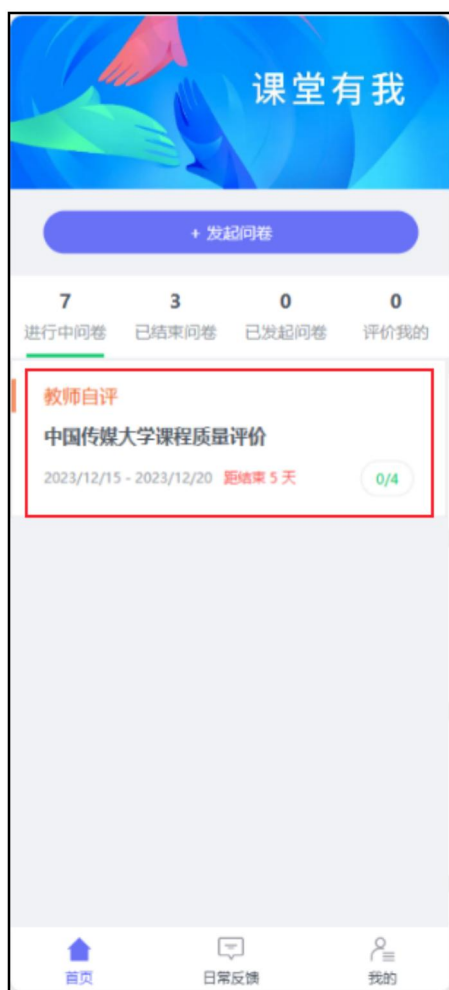 课堂有我
+ 发起问卷
7 3 0 0
进行中问卷 已结束问卷 已发起问卷 评价我的
教师自评
中国传媒大学课程质量评价
2023/12/15 - 2023/12/20 距结束 5 天 0/4
首页 日常反馈 我的